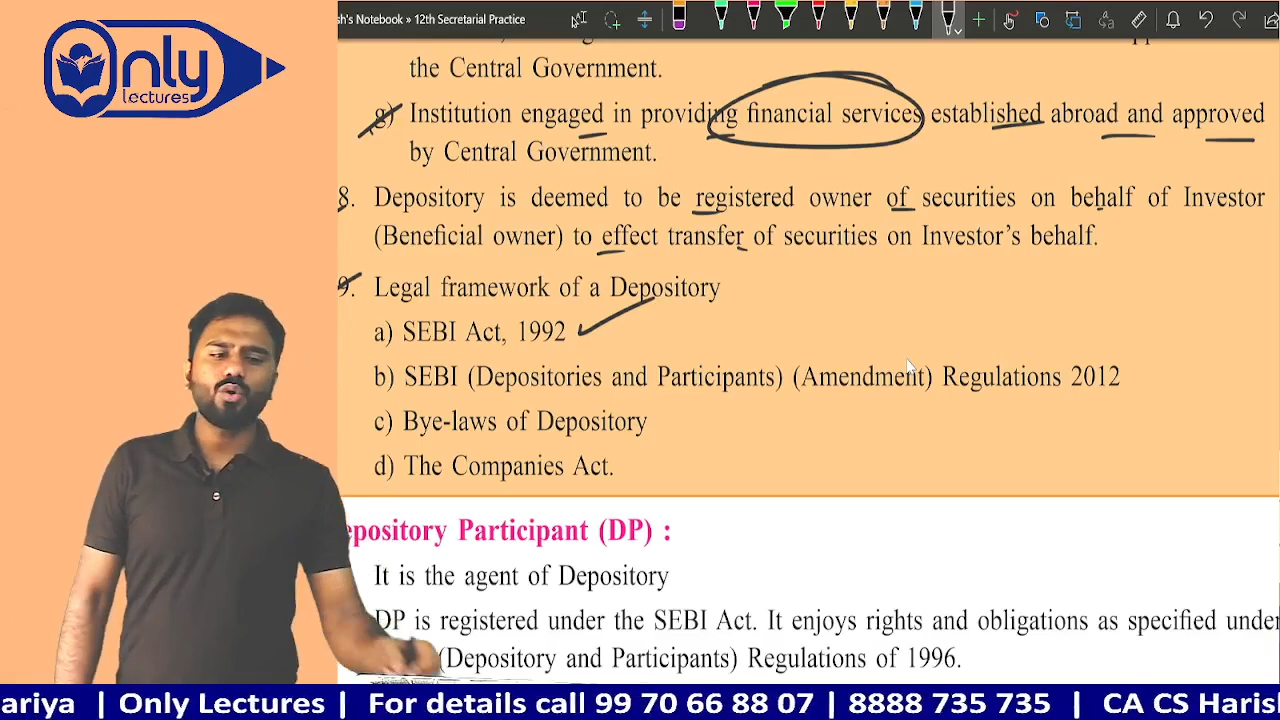 sh's Notebook » 12th Secretarial Practice
Only
lectures
the Central Government.
g) Institution engaged in providing financial services established abroad and approved
by Central Government.
8. Depository is deemed to be registered owner of securities on behalf of Investor
(Beneficial owner) to effect transfer of securities on Investor's behalf.
9. Legal framework of a Depository
a) SEBI Act, 1992
b) SEBI (Depositories and Participants) (Amendment) Regulations 2012
c) Bye-laws of Depository
d) The Companies Act.
epository Participant (DP) :
It is the agent of Depository
DP is registered under the SEBI Act. It enjoys rights and obligations as specified under
(Depository and Participants) Regulations of 1996.
ariya | Only Lectures | For details call 99 70 66 88 07 | 8888 735 735 | CA CS Haris